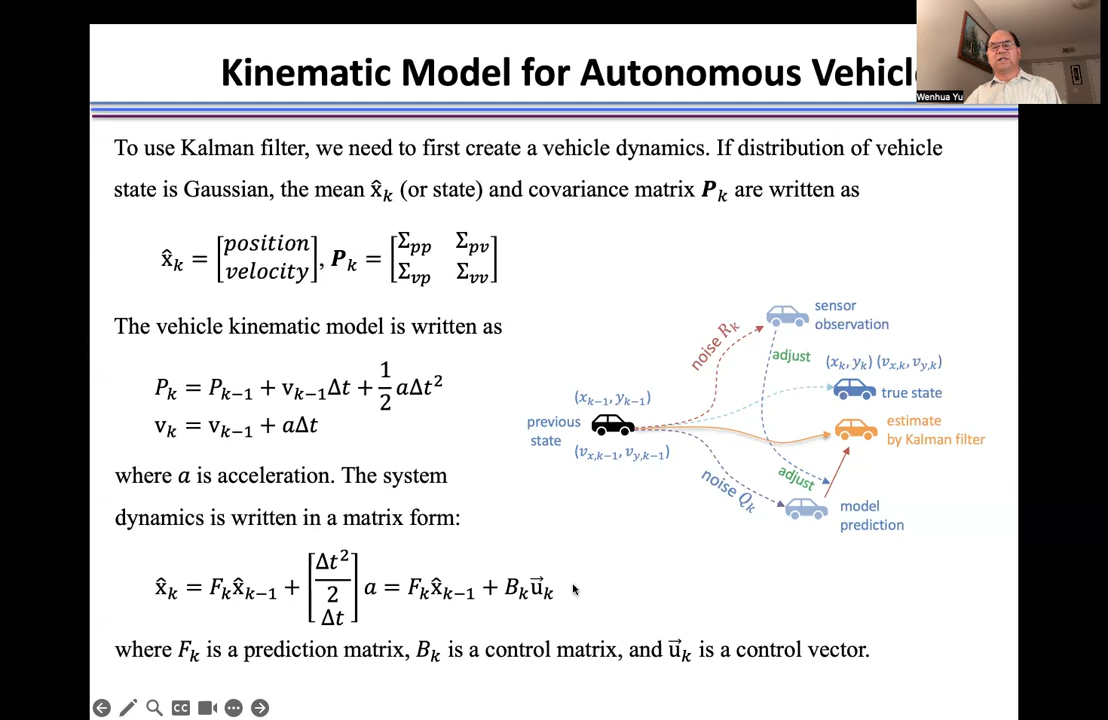 Kinematic Model for Autonomous Vehicl
Wenhua Yu
To use Kalman filter, we need to first create a vehicle dynamics. If distribution of vehicle
state is Gaussian, the mean x̂ₖ (or state) and covariance matrix 𝑷ₖ are written as
x̂ₖ = [position velocity], 𝑷ₖ = [Σₚₚ Σₚᵥ Σᵥₚ Σᵥᵥ]
The vehicle kinematic model is written as
Pₖ = Pₖ₋₁ + vₖ₋₁Δt + 1/2 aΔt²
vₖ = vₖ₋₁ + aΔt
where a is acceleration. The system
dynamics is written in a matrix form:
x̂ₖ = Fₖx̂ₖ₋₁ + [Δt²/2 Δt] a = Fₖx̂ₖ₋₁ + Bₖu⃗ₖ
where Fₖ is a prediction matrix, Bₖ is a control matrix, and u⃗ₖ is a control vector.
sensor
observation
noise Rₖ
adjust
(xₖ, yₖ) (vₓ,ₖ, v_y,ₖ)
true state
(xₖ₋₁, yₖ₋₁)
previous
state
(vₓ,ₖ₋₁, v_y,ₖ₋₁)
estimate
by Kalman filter
adjust
noise Qₖ
model
prediction
CC